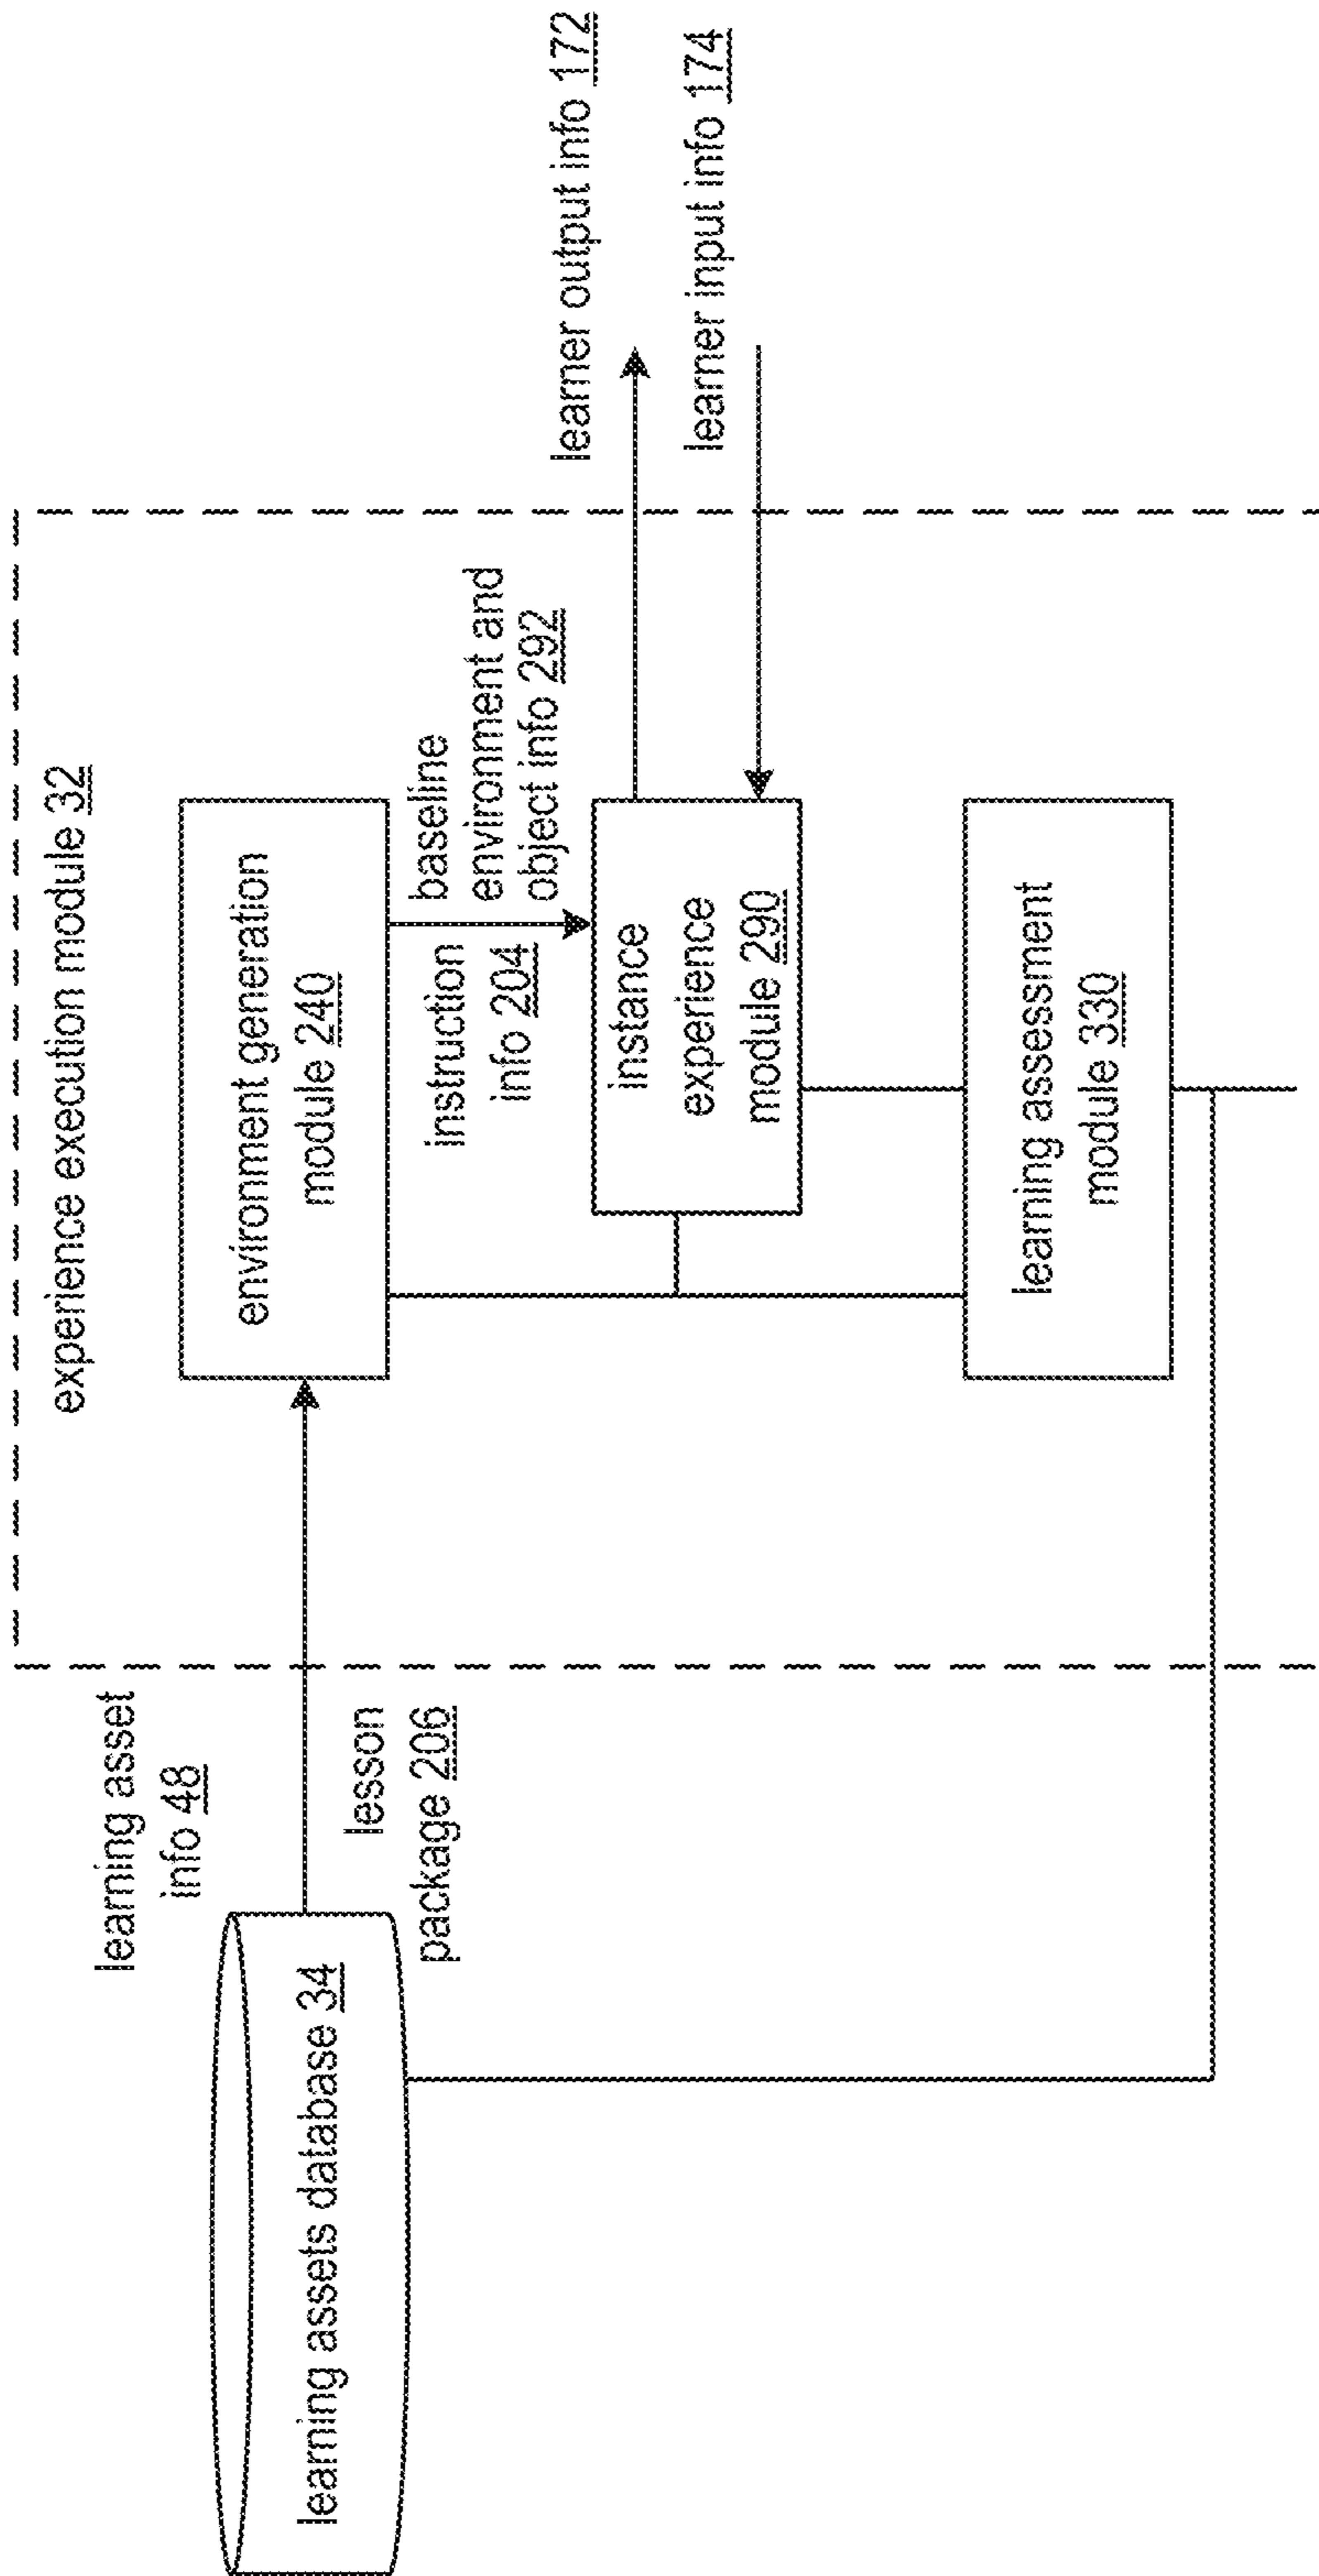 experience execution module 32
learning asset
info 48
learning assets database 34
lesson
package 206
environment generation
module 240
instruction
info 204
baseline
environment and
object info 292
instance
experience
module 290
learner output info 172
learner input info 174
learning assessment
module 330